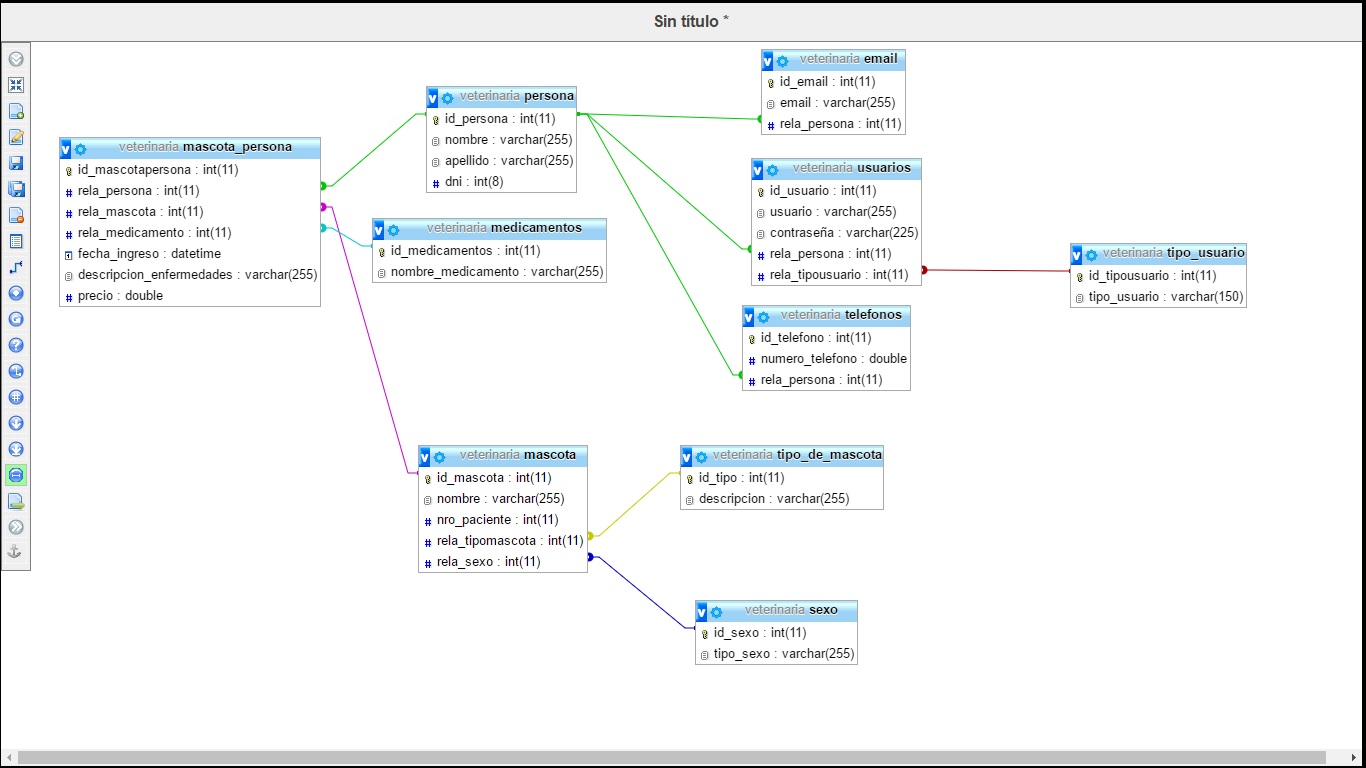 Sin título *
veterinaria mascota_persona
id_mascotapersona : int(11)
rela_persona : int(11)
rela_mascota : int(11)
rela_medicamento : int(11)
fecha_ingreso : datetime
descripcion_enfermedades : varchar(255)
precio : double
veterinaria persona
id_persona : int(11)
nombre : varchar(255)
apellido : varchar(255)
dni : int(8)
veterinaria medicamentos
id_medicamentos : int(11)
nombre_medicamento : varchar(255)
veterinaria email
id_email : int(11)
email : varchar(255)
rela_persona : int(11)
veterinaria usuarios
id_usuario : int(11)
usuario : varchar(255)
contraseña : varchar(225)
rela_persona : int(11)
rela_tipousuario : int(11)
veterinaria tipo_usuario
id_tipousuario : int(11)
tipo_usuario : varchar(150)
veterinaria telefonos
id_telefono : int(11)
numero_telefono : double
rela_persona : int(11)
veterinaria mascota
id_mascota : int(11)
nombre : varchar(255)
nro_paciente : int(11)
rela_tipomascota : int(11)
rela_sexo : int(11)
veterinaria tipo_de_mascota
id_tipo : int(11)
descripcion : varchar(255)
veterinaria sexo
id_sexo : int(11)
tipo_sexo : varchar(255)